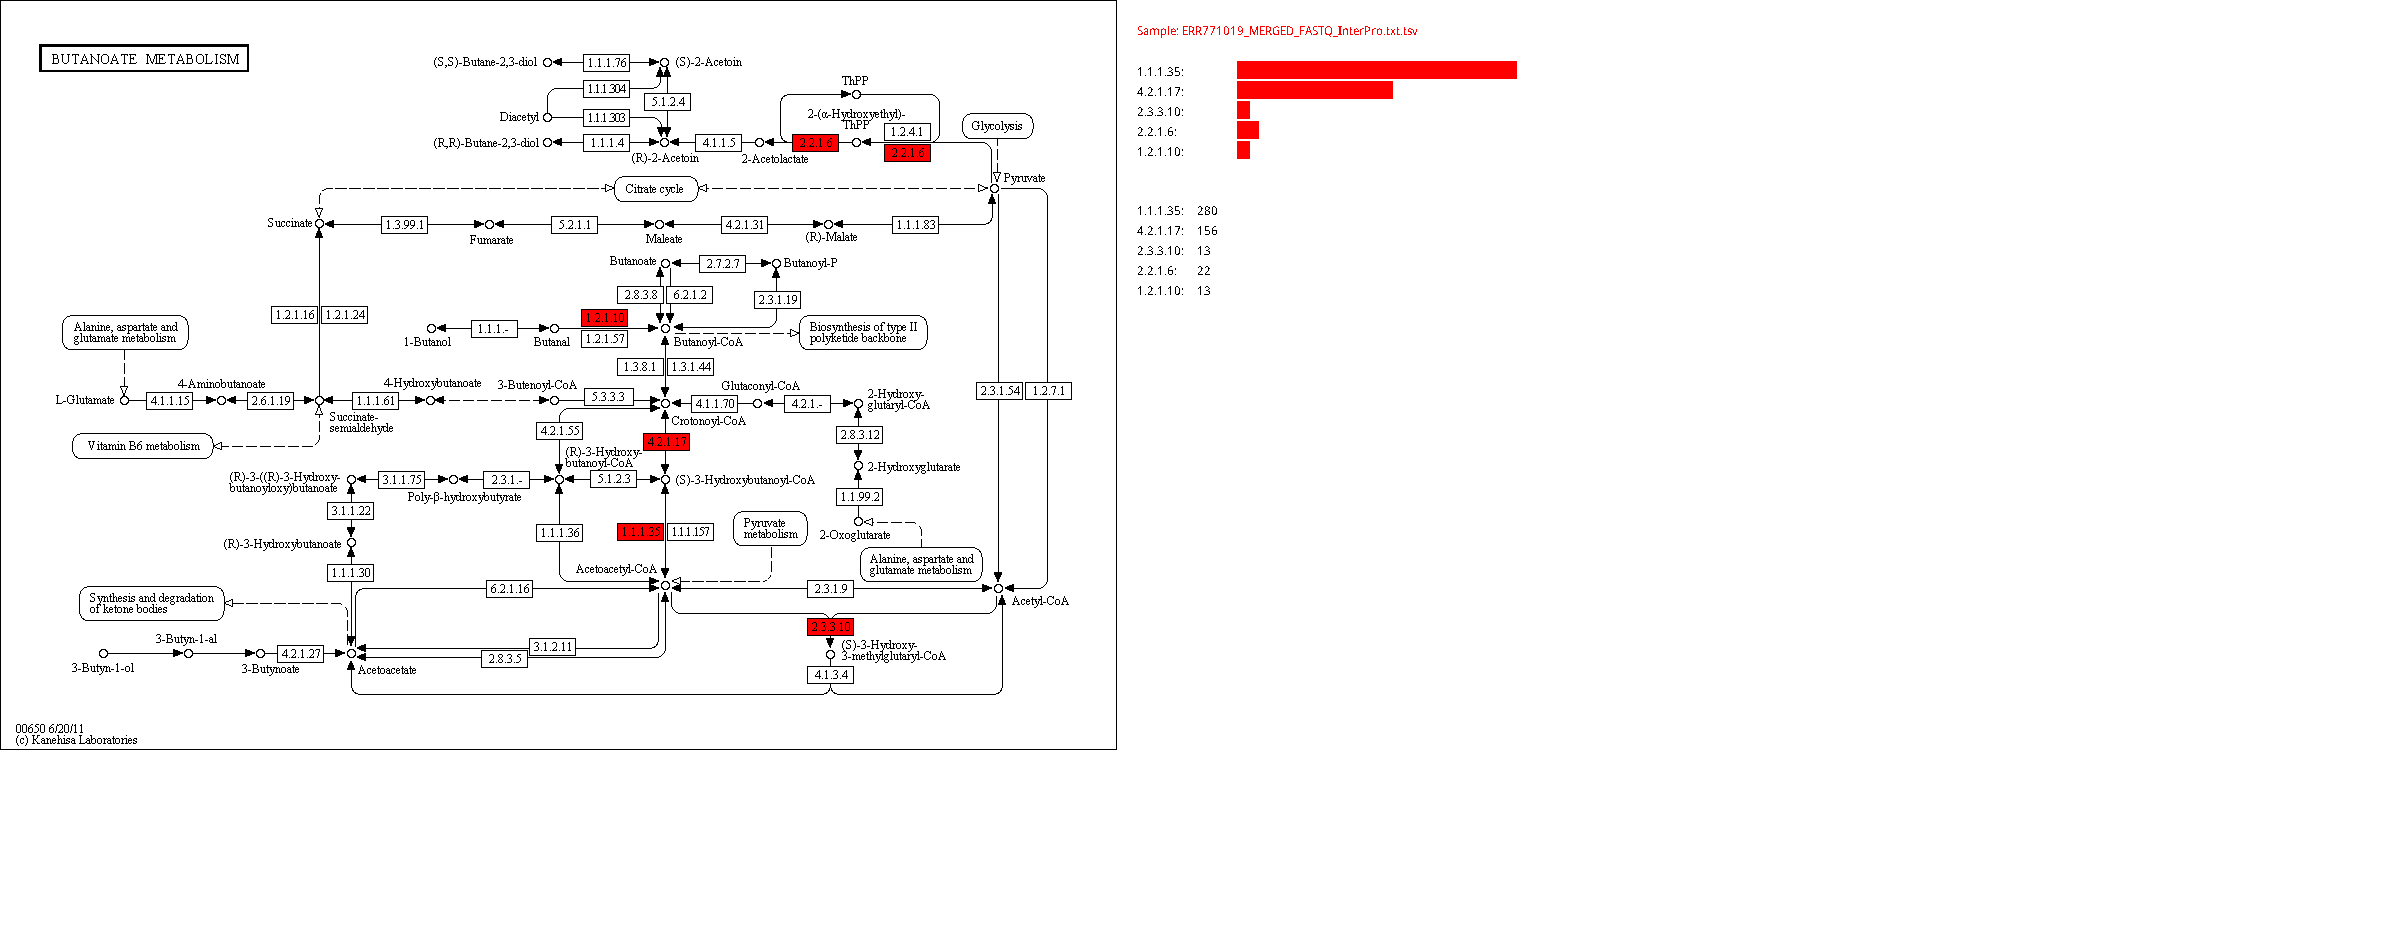 BUTANOATE METABOLISM
(S,S)-Butane-2,3-diol
1.1.1.76
(S)-2-Acetoin
1.1.1.304
5.1.2.4
Diacetyl
1.1.1.303
(R,R)-Butane-2,3-diol
1.1.1.4
(R)-2-Acetoin
4.1.1.5
2-Acetolactate
2.2.1.6
ThPP
2-(α-Hydroxyethyl)-
ThPP
1.2.4.1
2.2.1.6
Glycolysis
Pyruvate
Citrate cycle
Succinate
1.3.99.1
Fumarate
5.2.1.1
Maleate
4.2.1.31
(R)-Malate
1.1.1.83
Butanoate
2.7.2.7
Butanoyl-P
2.8.3.8
6.2.1.2
2.3.1.19
1.2.1.16
1.2.1.24
1.2.1.10
1-Butanol
1.1.1.-
Butanal
1.2.1.57
Butanoyl-CoA
Biosynthesis of type II
polyketide backbone
Alanine, aspartate and
glutamate metabolism
1.3.8.1
1.3.1.44
2.3.1.54
1.2.7.1
L-Glutamate
4.1.1.15
4-Aminobutanoate
2.6.1.19
Succinate-
semialdehyde
1.1.1.61
4-Hydroxybutanoate
3-Butenoyl-CoA
5.3.3.3
Crotonoyl-CoA
4.1.1.70
Glutaconyl-CoA
4.2.1.-
2-Hydroxy-
glutaryl-CoA
Vitamin B6 metabolism
4.2.1.55
4.2.1.17
2.8.3.12
(R)-3-Hydroxy-
butanoyl-CoA
2-Hydroxyglutarate
(R)-3-((R)-3-Hydroxy-
butanoyloxy)butanoate
3.1.1.75
Poly-β-hydroxybutyrate
2.3.1.-
5.1.2.3
(S)-3-Hydroxybutanoyl-CoA
1.1.99.2
3.1.1.22
1.1.1.36
1.1.1.35
1.1.1.157
Pyruvate
metabolism
2-Oxoglutarate
(R)-3-Hydroxybutanoate
Alanine, aspartate and
glutamate metabolism
1.1.1.30
Acetoacetyl-CoA
6.2.1.16
2.3.1.9
Acetyl-CoA
Synthesis and degradation
of ketone bodies
2.3.3.10
3-Butyn-1-al
3-Butyn-1-ol
3-Butynoate
4.2.1.27
Acetoacetate
3.1.2.11
2.8.3.5
(S)-3-Hydroxy-
3-methylglutaryl-CoA
4.1.3.4
00650 6/20/11
(c) Kanehisa Laboratories
Sample: ERR771019_MERGED_FASTQ_InterPro.txt.tsv
1.1.1.35:
4.2.1.17:
2.3.3.10:
2.2.1.6:
1.2.1.10:
1.1.1.35: 280
4.2.1.17: 156
2.3.3.10: 13
2.2.1.6: 22
1.2.1.10: 13